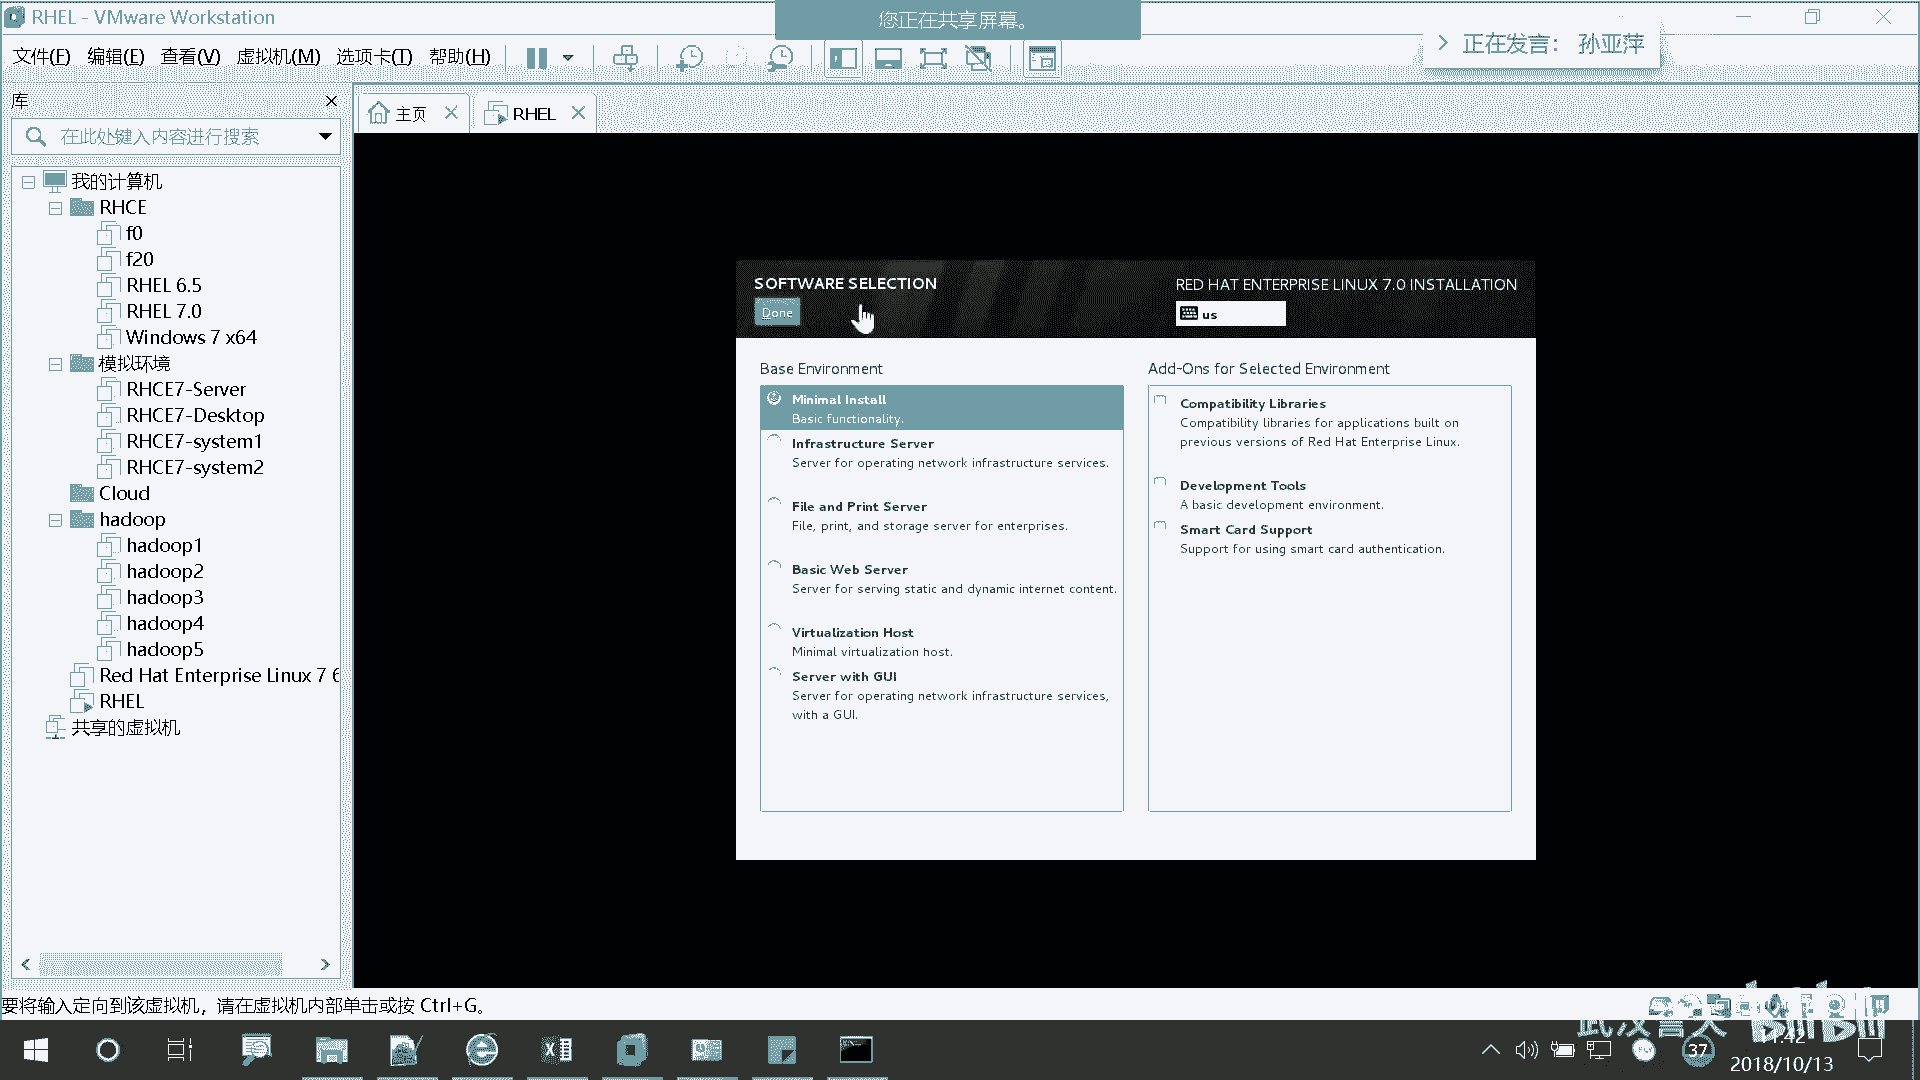 RHEL - VMware Workstation
您正在共享屏幕。
正在发言： 孙亚萍
文件(F) 编辑(E) 查看(V) 虚拟机(M) 选项卡(T) 帮助(H)
库
主页
RHEL
在此处键入内容进行搜索
我的计算机
RHCE
f0
f20
RHEL 6.5
RHEL 7.0
Windows 7 x64
模拟环境
RHCE7-Server
RHCE7-Desktop
RHCE7-system1
RHCE7-system2
Cloud
hadoop
hadoop1
hadoop2
hadoop3
hadoop4
hadoop5
Red Hat Enterprise Linux 7 6
RHEL
共享的虚拟机
SOFTWARE SELECTION
Done
RED HAT ENTERPRISE LINUX 7.0 INSTALLATION
us
Base Environment
Minimal Install
Basic functionality.
Infrastructure Server
Server for operating network infrastructure services.
File and Print Server
File, print, and storage server for enterprises.
Basic Web Server
Server for serving static and dynamic internet content.
Virtualization Host
Minimal virtualization host.
Server with GUI
Server for operating network infrastructure services,
with a GUI.
Add-Ons for Selected Environment
Compatibility Libraries
Compatibility libraries for applications built on
previous versions of Red Hat Enterprise Linux.
Development Tools
A basic development environment.
Smart Card Support
Support for using smart card authentication.
要将输入定向到该虚拟机，请在虚拟机内部单击或按 Ctrl+G。
bilibili
37
2018/10/13